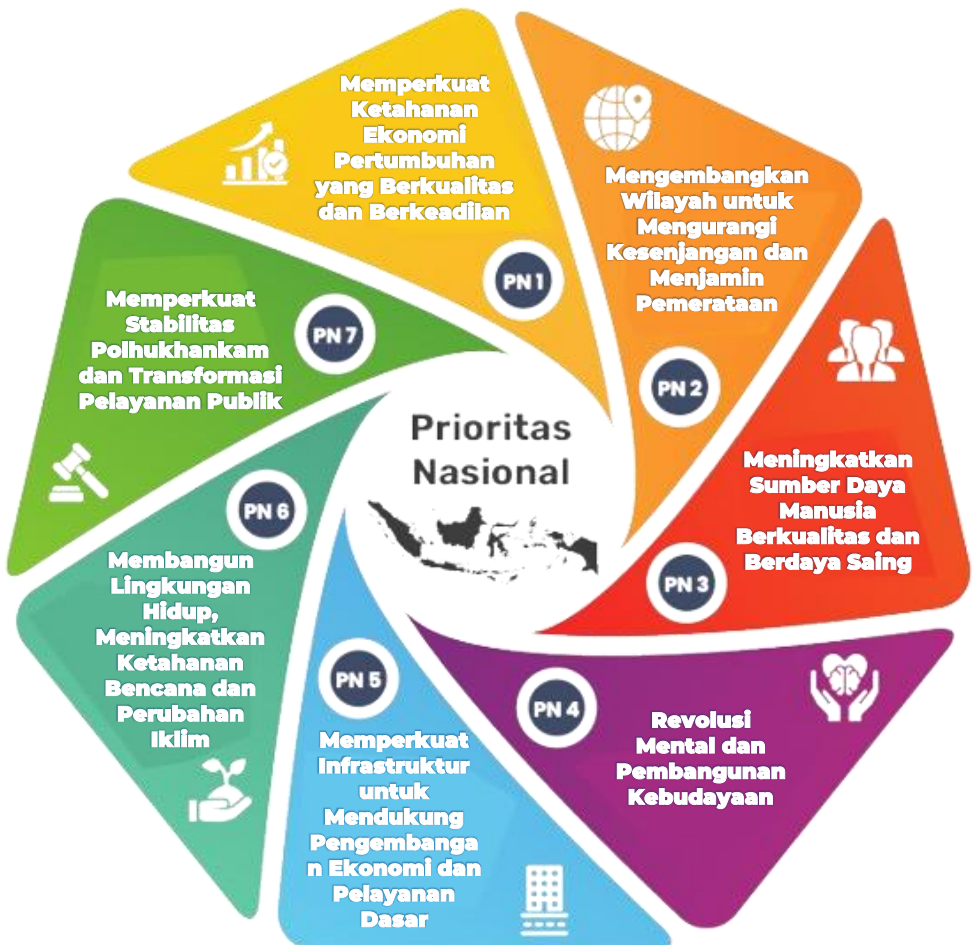 Prioritas
Nasional
Memperkuat
Ketahanan
Ekonomi
Pertumbuhan
yang Berkualitas
dan Berkeadilan
PN 1
Mengembangkan
Wilayah untuk
Mengurangi
Kesenjangan dan
Menjamin
Pemerataan
PN 2
Meningkatkan
Sumber Daya
Manusia
Berkualitas dan
Berdaya Saing
PN 3
PN 4
Revolusi
Mental dan
Pembangunan
Kebudayaan
PN 5
Memperkuat
Infrastruktur
untuk
Mendukung
Pengembanga
n Ekonomi dan
Pelayanan
Dasar
PN 6
Membangun
Lingkungan
Hidup,
Meningkatkan
Ketahanan
Bencana dan
Perubahan
Iklim
Memperkuat
Stabilitas
Polhukhankam
dan Transformasi
Pelayanan Publik
PN 7